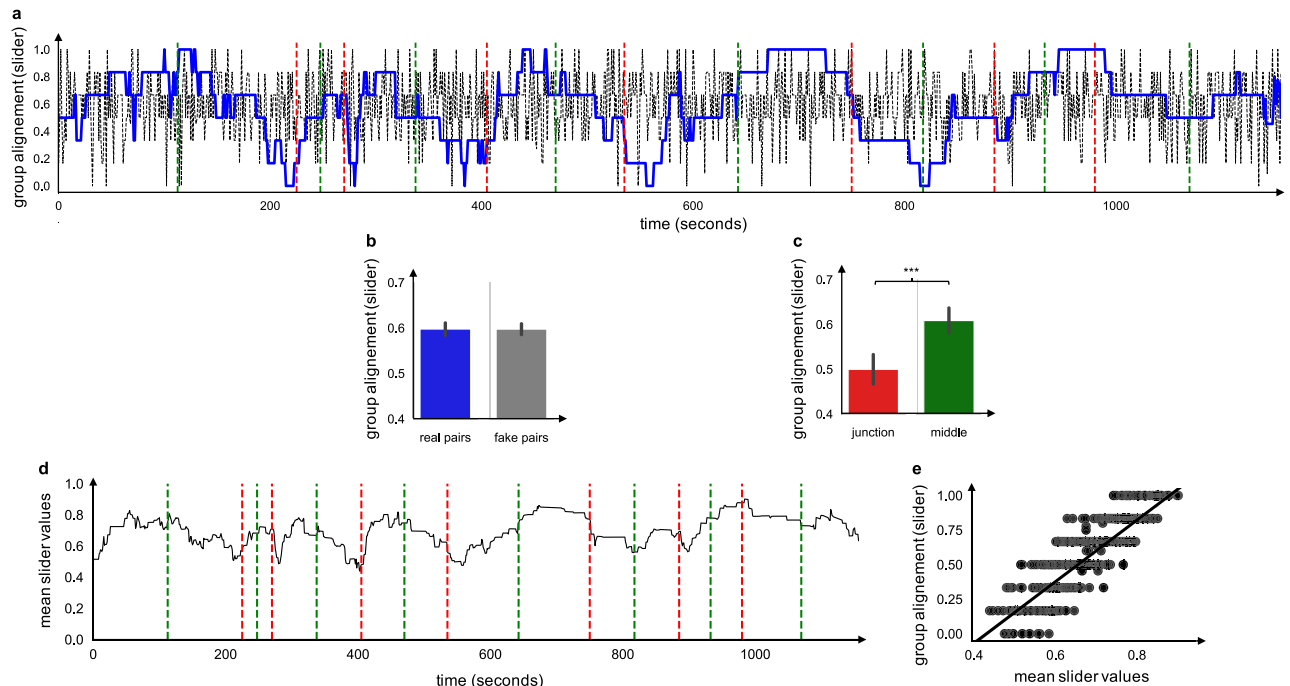 a
group alignement (slider)
1.0
0.8
0.6
0.4
0.2
0.0
0
200
400
600
800
1000
time (seconds)
b
group alignement (slider)
0.7
0.6
0.5
0.4
real pairs
fake pairs
c
group alignement (slider)
0.7
0.6
0.5
0.4
***
junction
middle
d
mean slider values
1.0
0.8
0.6
0.4
0.2
0.0
0
200
400
600
800
1000
time (seconds)
e
group alignement (slider)
1.00
0.75
0.50
0.25
0.00
0.4
0.6
0.8
mean slider values